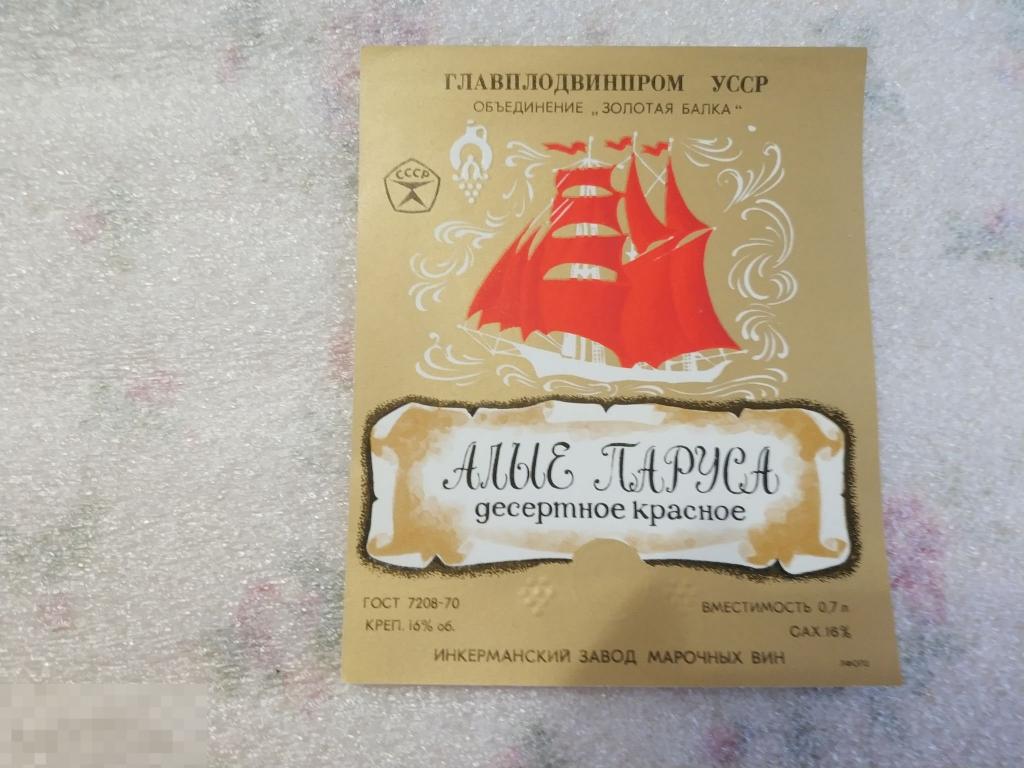 ГЛАВПЛОДВИНПРОМ УССР
ОБЪЕДИНЕНИЕ „ЗОЛОТАЯ БАЛКА“
СССР
АЛЫЕ ПАРУСА
десертное красное
ГОСТ 7208-70
ВМЕСТИМОСТЬ 0,7 л
КРЕП. 16% об.
САХ. 16%
ИНКЕРМАНСКИЙ ЗАВОД МАРОЧНЫХ ВИН